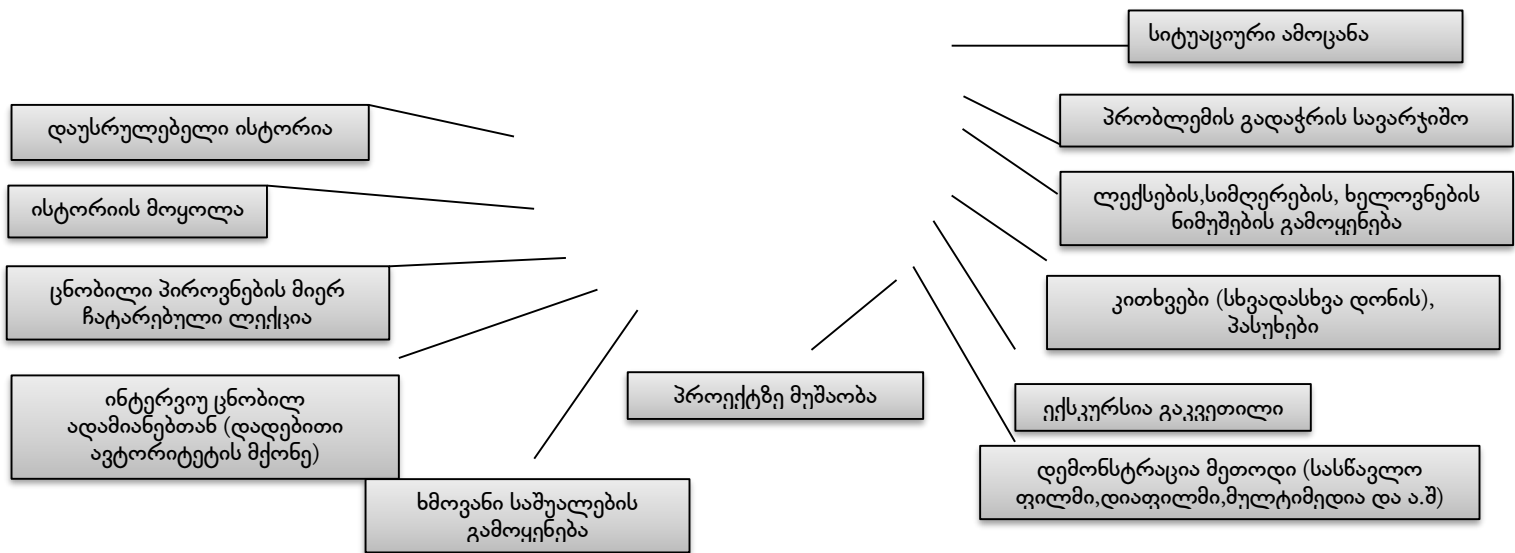 სიტუაციური ამოცანა
დაუსრულებელი ისტორია
პრობლემის გადაჭრის სავარჯიშო
ისტორიის მოყოლა
ლექსების,სიმღერების, ხელოვნების
ნიმუშების გამოყენება
ცნობილი პიროვნების მიერ
ჩატარებული ლექცია
კითხვები (სხვადასხვა დონის),
პასუხები
ინტერვიუ ცნობილ
ადამიანებთან (დადებითი
ავტორიტეტის მქონე)
პროექტზე მუშაობა
ექსკურსია გაკვეთილი
დემონსტრაცია მეთოდი (სასწავლო
ფილმი,დიაფილმი,მულტიმედია და ა.შ)
ხმოვანი საშუალების
გამოყენება